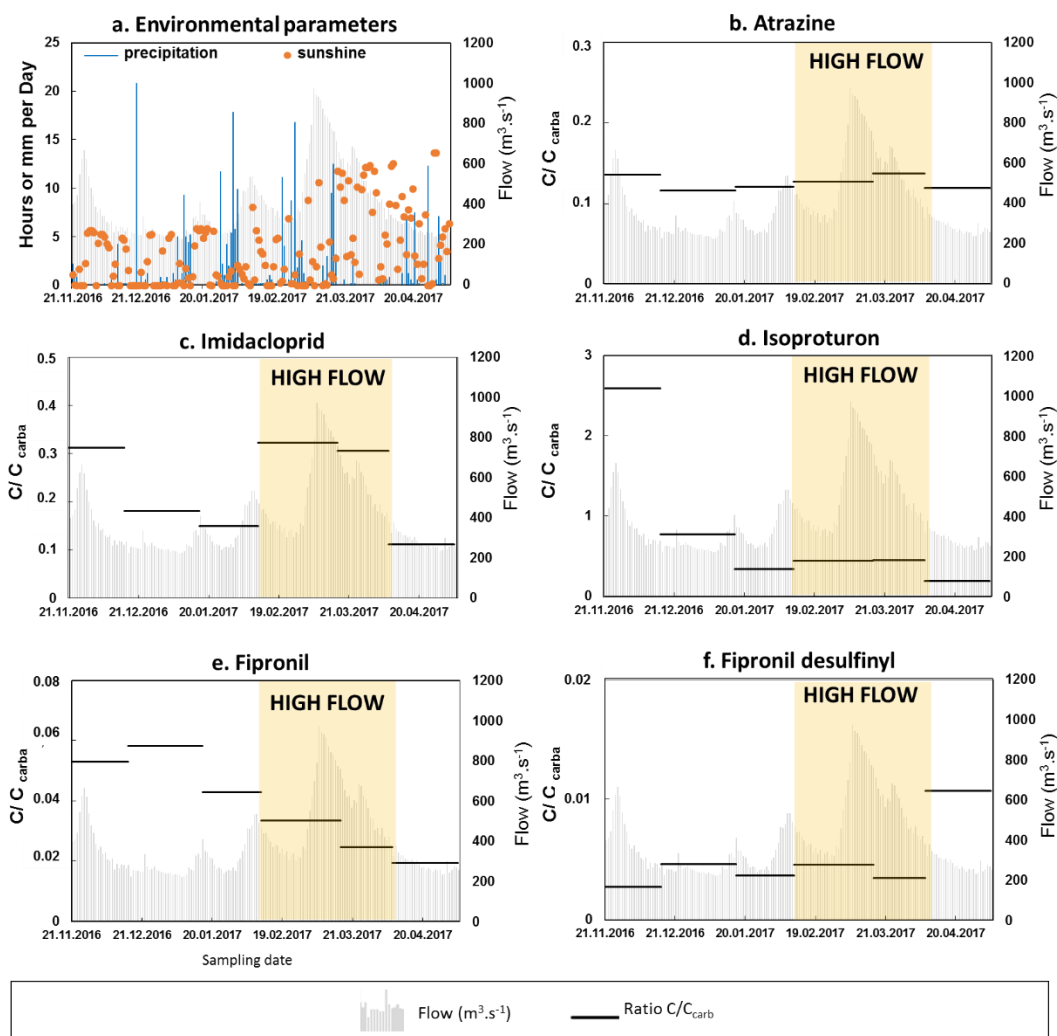 a. Environmental parameters
precipitation
sunshine
Hours or mm per Day
25
20
15
10
5
0
1200
1000
800
600
400
200
0
Flow (m³.s⁻¹)
21.11.2016 21.12.2016 20.01.2017 19.02.2017 21.03.2017 20.04.2017
b. Atrazine
HIGH FLOW
C/ C carba
0.3
0.2
0.1
0
1200
1000
800
600
400
200
0
Flow (m³.s⁻¹)
21.11.2016 21.12.2016 20.01.2017 19.02.2017 21.03.2017 20.04.2017
c. Imidacloprid
HIGH FLOW
C/ C carba
0.5
0.4
0.3
0.2
0.1
0
1200
1000
800
600
400
200
0
Flow (m³.s⁻¹)
21.11.2016 21.12.2016 20.01.2017 19.02.2017 21.03.2017 20.04.2017
d. Isoproturon
HIGH FLOW
C/ C carba
3
2
1
0
1200
1000
800
600
400
200
0
Flow (m³.s⁻¹)
21.11.2016 21.12.2016 20.01.2017 19.02.2017 21.03.2017 20.04.2017
e. Fipronil
HIGH FLOW
C/ C carba
0.08
0.06
0.04
0.02
0
1200
1000
800
600
400
200
0
Flow (m³.s⁻¹)
21.11.2016 21.12.2016 20.01.2017 19.02.2017 21.03.2017 20.04.2017
Sampling date
f. Fipronil desulfinyl
HIGH FLOW
C/ C carba
0.02
0.01
0
1200
1000
800
600
400
200
0
Flow (m³.s⁻¹)
21.11.2016 21.12.2016 20.01.2017 19.02.2017 21.03.2017 20.04.2017
Flow (m³.s⁻¹)
Ratio C/Ccarb